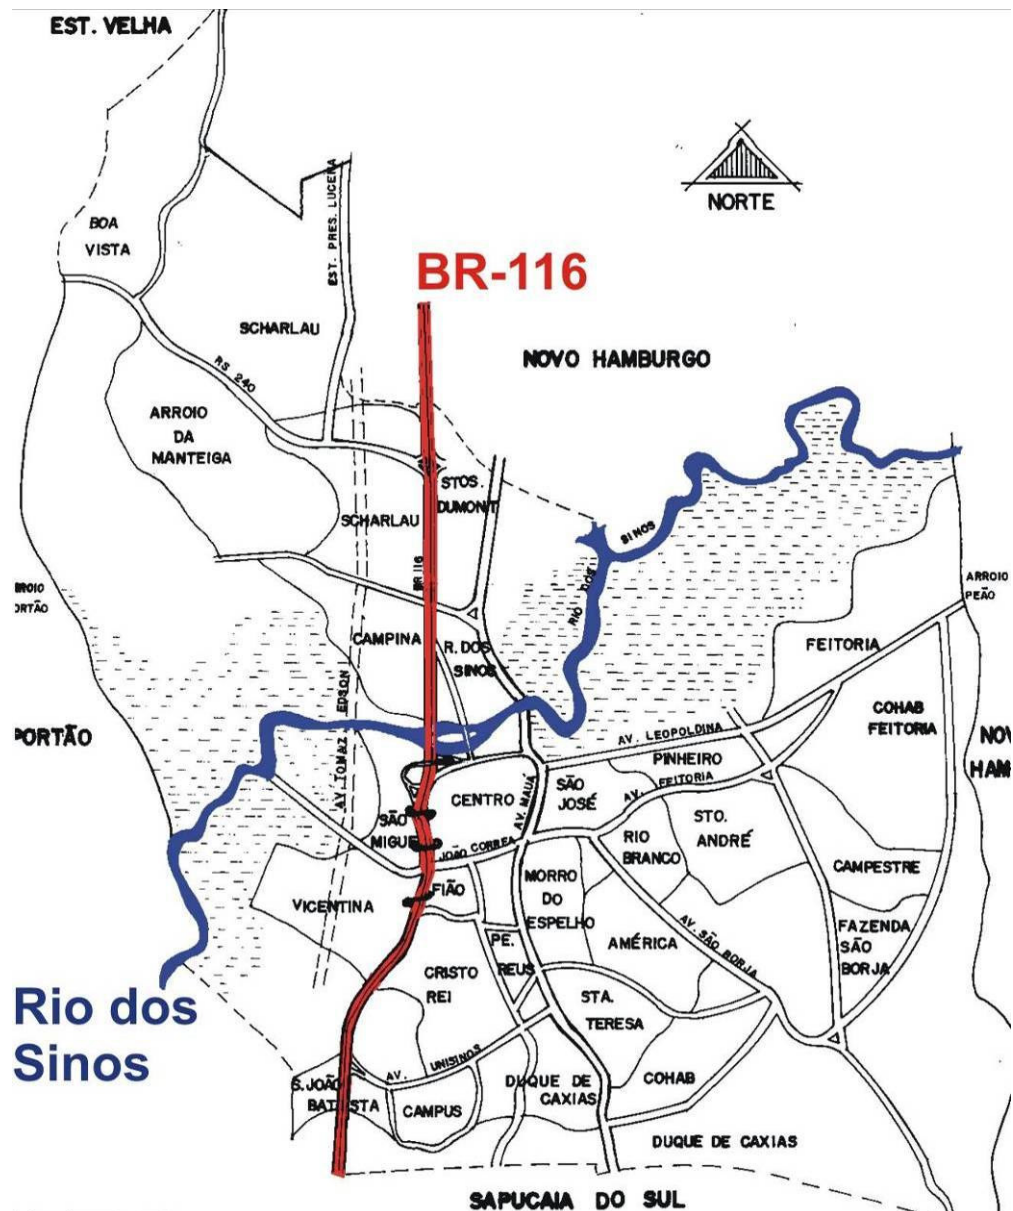 EST. VELHA
NORTE
BOA
VISTA
EST. PRES. LUCENA
BR-116
SCHARLAU
NOVO HAMBURGO
RS 240
ARROIO
DA
MANTEIGA
STOS.
DUMONT
SCHARLAU
SINOS
RIO DOS
BR 116
ARROIO
PEÃO
CAMPINA
R. DOS
SINOS
FEITORIA
AV. TOMAZ EDSON
COHAB
FEITORIA
PORTÃO
AV. LEOPOLDINA
PINHEIRO
AV. FEITORIA
CENTRO
AV. MAUÁ
SÃO
JOSÉ
STO.
ANDRÉ
SÃO
MIGUEL
JOÃO CORREA
RIO
BRANCO
CAMPESTRE
FIÃO
MORRO
DO
ESPELHO
VICENTINA
AMÉRICA
AV. SÃO BORJA
FAZENDA
SÃO
BORJA
PE.
REUS
CRISTO
REI
Rio dos
Sinos
STA.
TERESA
AV. UNISINOS
S. JOÃO
BATISTA
CAMPUS
DUQUE DE
CAXIAS
COHAB
DUQUE DE CAXIAS
SAPUCAIA DO SUL